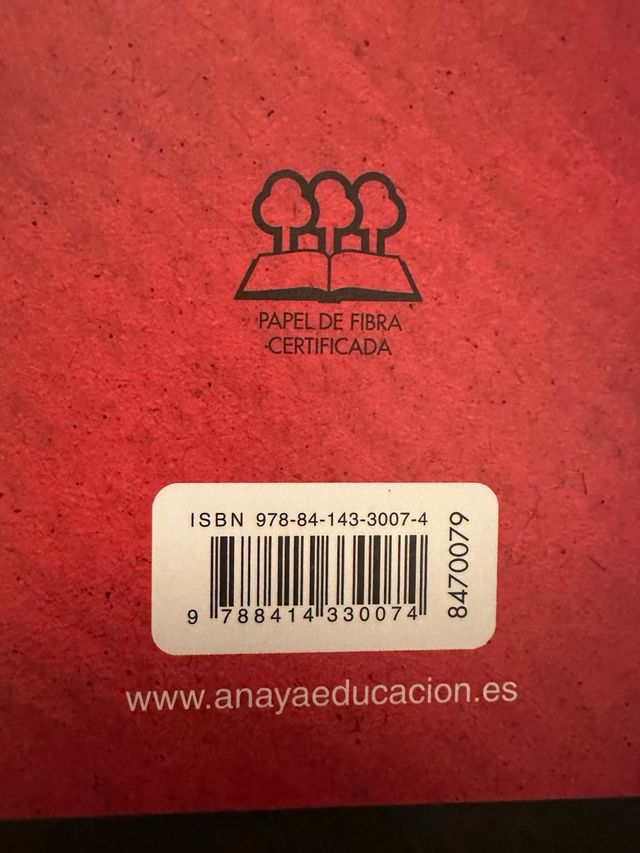 PAPEL DE FIBRA
CERTIFICADA
ISBN 978-84-143-3007-4
9 788414 330074
8470079
www.anayaeducacion.es